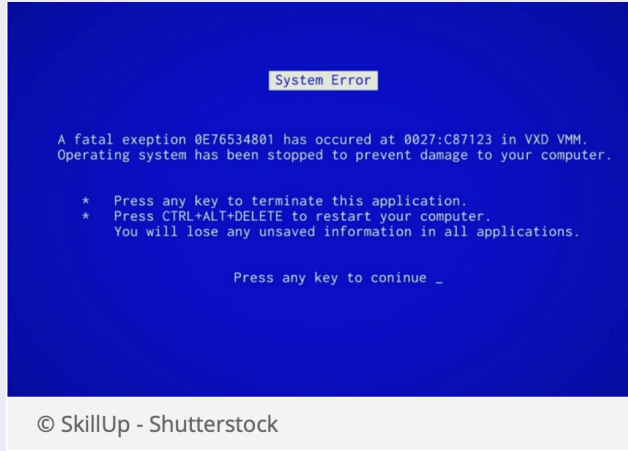 System Error
A fatal exeption 0E76534801 has occured at 0027:C87123 in VXD VMM.
Operating system has been stopped to prevent damage to your computer.
* Press any key to terminate this application.
* Press CTRL+ALT+DELETE to restart your computer.
You will lose any unsaved information in all applications.
Press any key to coninue _
© SkillUp - Shutterstock